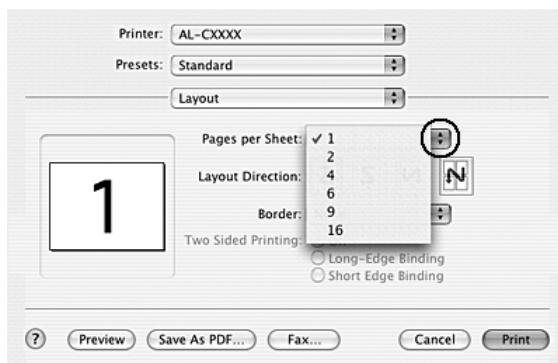 Printer: AL-CXXXX
Presets: Standard
Layout
Pages per Sheet: ✓ 1
2
4
6
9
16
Layout Direction:
Border:
Two Sided Printing:
Long-Edge Binding
Short Edge Binding
1
? Preview Save As PDF... Fax... Cancel Print